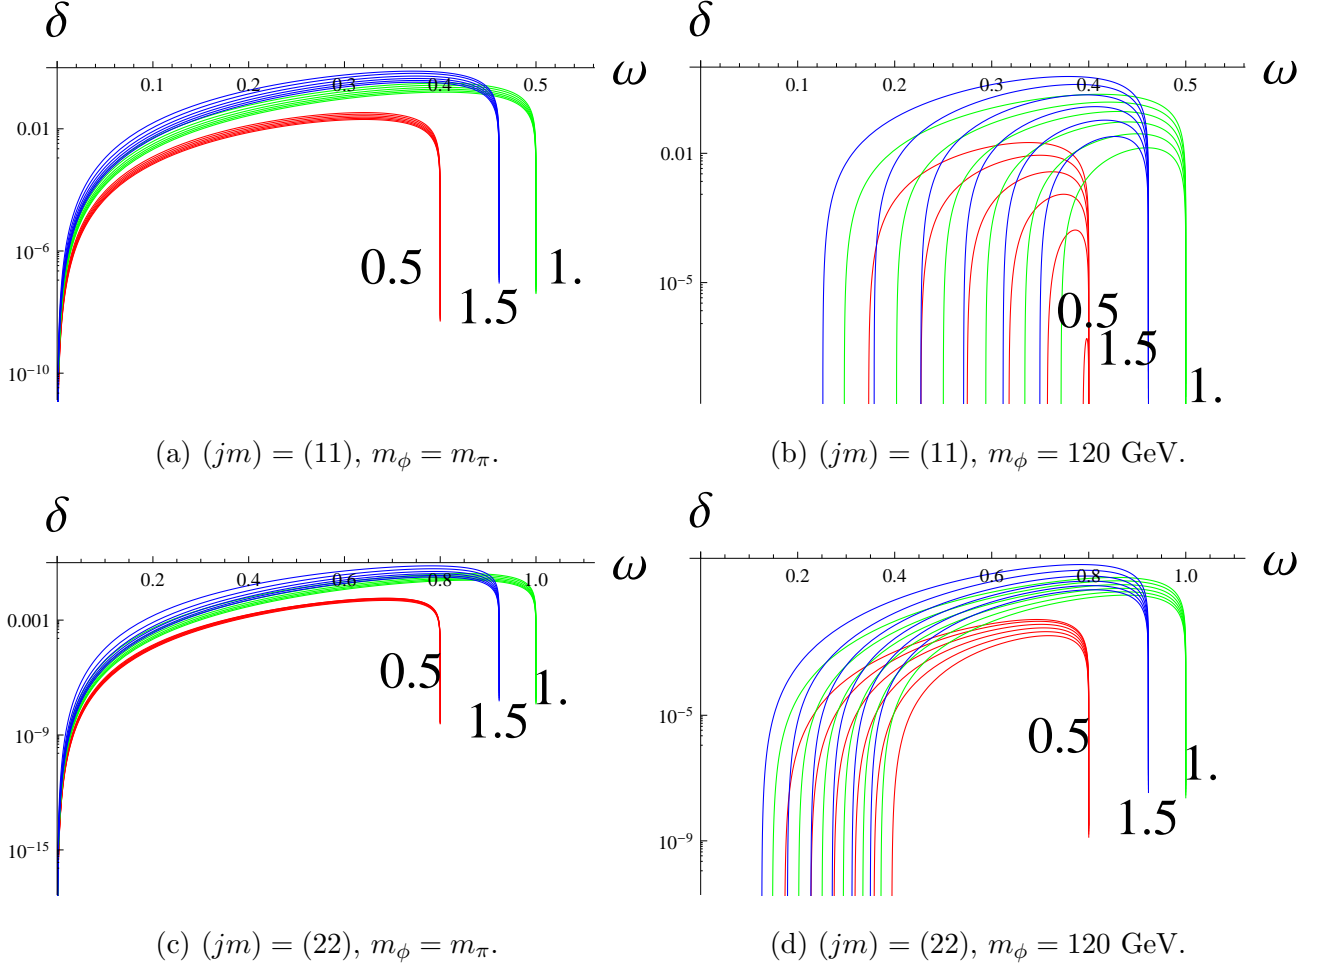 δ
0.1 0.2 0.3 0.4 0.5 ω
0.01
10⁻⁶
10⁻¹⁰
0.5
1.5
1.
(a) (jm) = (11), m_ϕ = m_π.
δ
0.1 0.2 0.3 0.4 0.5 ω
0.01
10⁻⁵
0.5
1.5
1.
(b) (jm) = (11), m_ϕ = 120 GeV.
δ
0.2 0.4 0.6 0.8 1.0 ω
0.001
10⁻⁹
10⁻¹⁵
0.5
1.5
1.
(c) (jm) = (22), m_ϕ = m_π.
δ
0.2 0.4 0.6 0.8 1.0 ω
10⁻⁵
10⁻⁹
0.5
1.5
1.
(d) (jm) = (22), m_ϕ = 120 GeV.